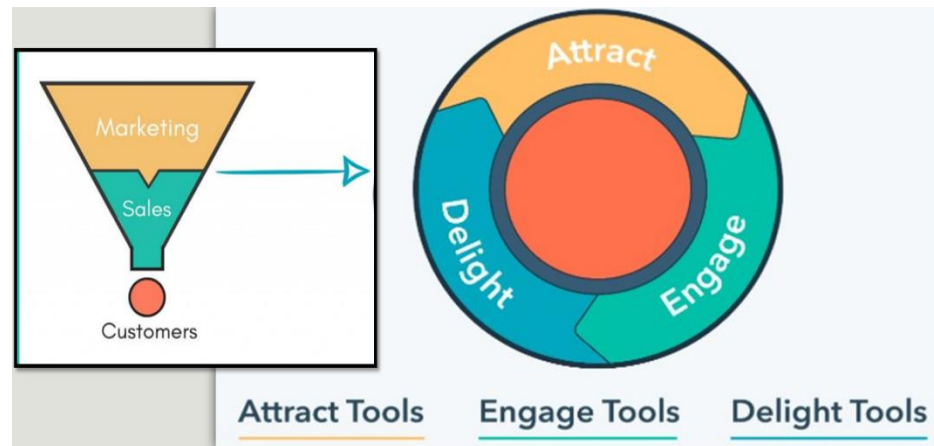 Marketing
Sales
Customers
Attract
Engage
Delight
Attract Tools
Engage Tools
Delight Tools